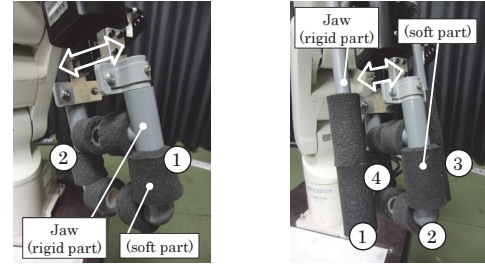 1
2
Jaw
(rigid part)
(soft part)
Jaw
(rigid part)
(soft part)
3
4
1
2